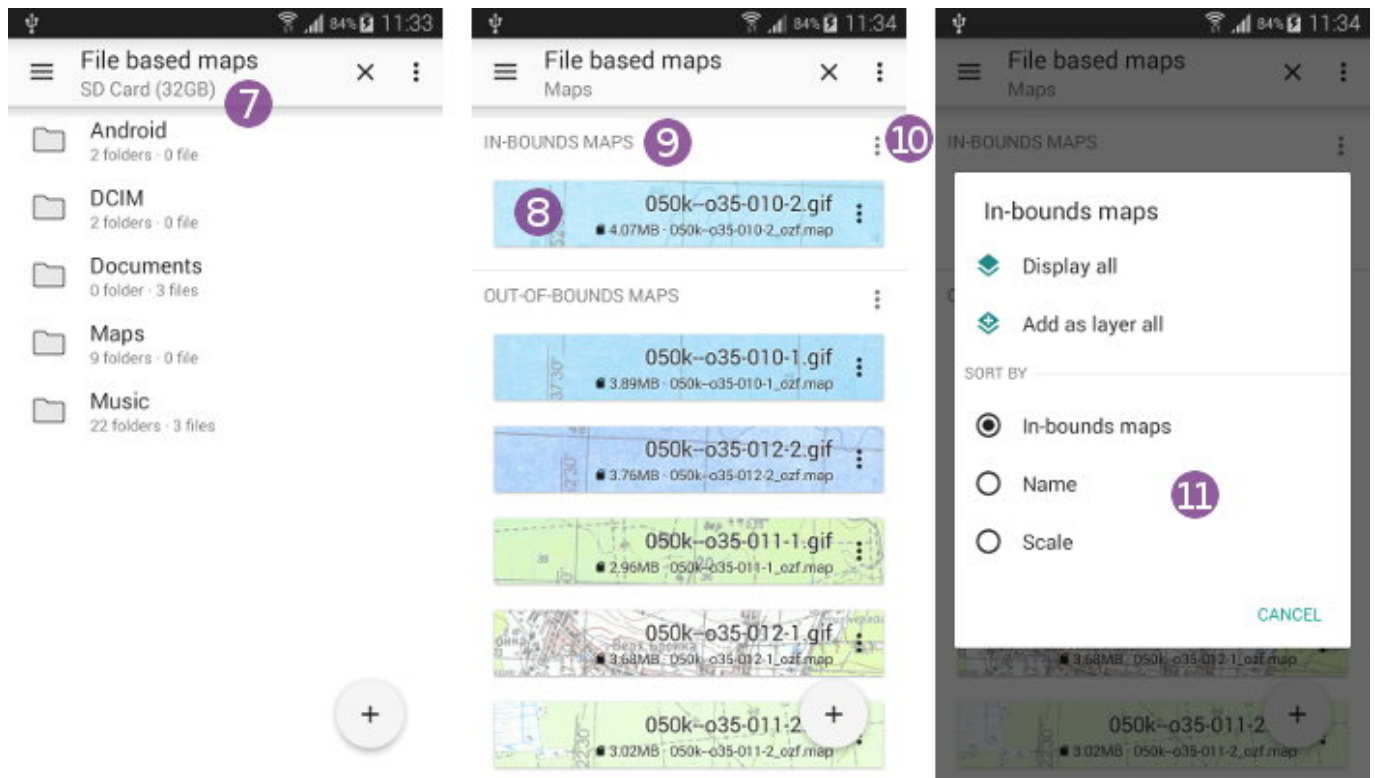 84% 11:33
File based maps
SD Card (32GB)
7
Android
2 folders · 0 file
DCIM
2 folders · 0 file
Documents
0 folder · 3 files
Maps
9 folders · 0 file
Music
22 folders · 3 files
+
84% 11:34
File based maps
Maps
IN-BOUNDS MAPS
9
10
8
050k--o35-010-2.gif
4.07MB · 050k--o35-010-2_ozf.map
OUT-OF-BOUNDS MAPS
37'30"
050k--o35-010-1.gif
3.89MB · 050k--o35-010-1_ozf.map
050k--o35-012-2.gif
3.76MB · 050k--o35-012-2_ozf.map
050k--o35-011-1.gif
2.96MB · 050k--o35-011-1_ozf.map
050k--o35-012-1.gif
3.68MB · 050k--o35-012-1_ozf.map
22'30"
050k--o35-011-2
3.02MB · 050k--o35-011-2_ozf.map
+
84% 11:34
File based maps
Maps
IN-BOUNDS MAPS
In-bounds maps
Display all
Add as layer all
SORT BY
In-bounds maps
Name
11
Scale
CANCEL
3.68MB · 050k--o35-012-1_ozf.map
050k--o35-011-2
3.02MB · 050k--o35-011-2_ozf.map
+